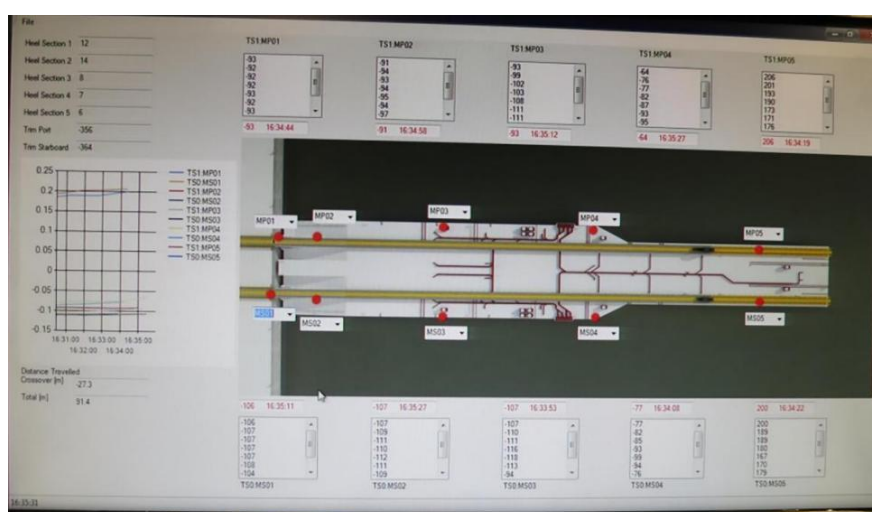 File
Heel Section 1 12
Heel Section 2 14
Heel Section 3 8
Heel Section 4 7
Heel Section 5 6
Trim Port -356
Trim Starboard -364
TS1:MP01
-93
-92
-92
-92
-93
-92
-93
-93 16:34:44
TS1:MP02
-91
-94
-93
-94
-95
-94
-97
-91 16:34:58
TS1:MP03
-93
-99
-102
-103
-108
-111
-111
-93 16:35:12
TS1:MP04
-64
-76
-77
-82
-87
-93
-95
-64 16:35:27
TS1:MP05
206
201
193
190
173
171
176
206 16:34:19
0.25
0.2
0.15
0.1
0.05
0
-0.05
-0.1
-0.15
16:31:00 16:33:00 16:35:00
16:32:00 16:34:00
TS1:MP01
TS0:MS01
TS1:MP02
TS0:MS02
TS1:MP03
TS0:MS03
TS1:MP04
TS0:MS04
TS1:MP05
TS0:MS05
MP01
MP02
MP03
MP04
MP05
MS01
MS02
MS03
MS04
MS05
Distance Travelled
Crossover [m] -27.3
Total [m] 51.4
-106 16:35:11
-106
-107
-107
-107
-107
-108
-104
TS0:MS01
-107 16:35:27
-107
-109
-111
-110
-112
-111
-109
TS0:MS02
-107 16:33:53
-107
-110
-111
-116
-118
-113
-94
TS0:MS03
-77 16:34:08
-77
-82
-85
-93
-99
-94
-76
TS0:MS04
200 16:34:22
200
189
189
180
167
170
179
TS0:MS05
16:35:31